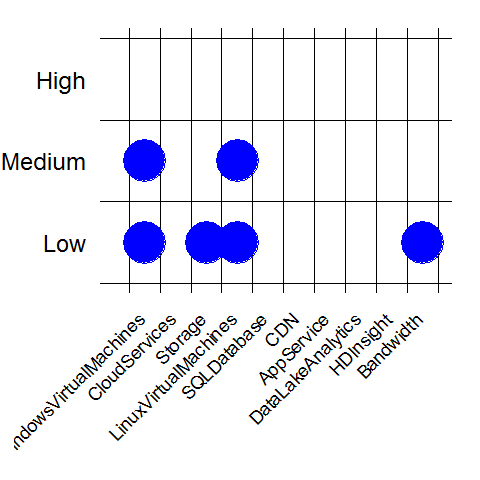 High
Medium
Low
ndowsVirtualMachines
CloudServices
Storage
LinuxVirtualMachines
SQLDatabase
CDN
AppService
DataLakeAnalytics
HDInsight
Bandwidth